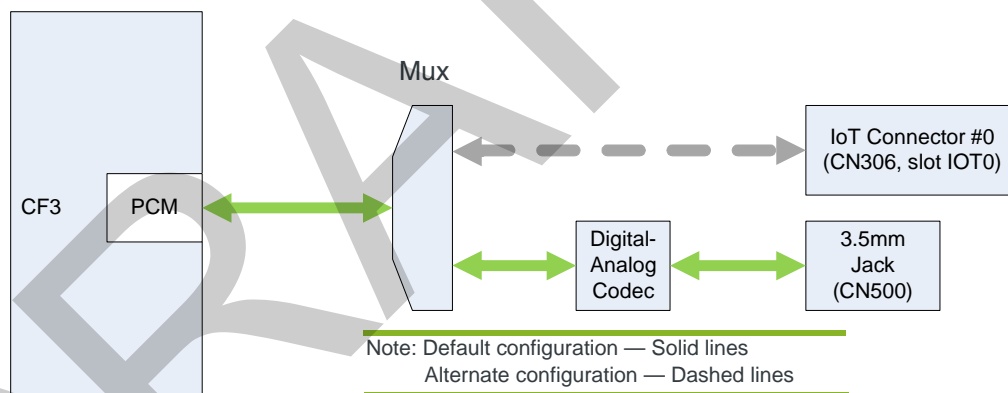 Mux
CF3
PCM
IoT Connector #0
(CN306, slot IOT0)
Digital-
Analog
Codec
3.5mm
Jack
(CN500)
Note: Default configuration — Solid lines
Alternate configuration — Dashed lines